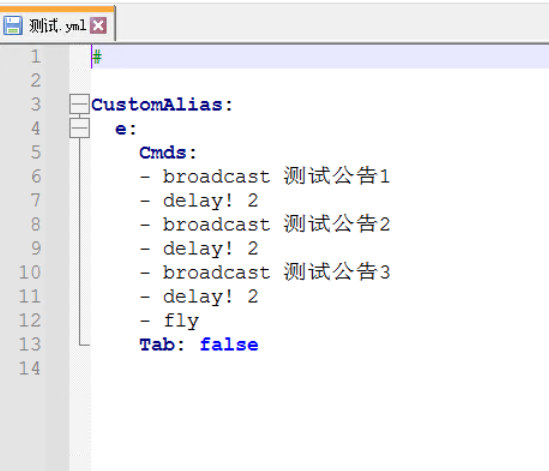 测试.yml
1 #
2
3 CustomAlias:
4 e:
5 Cmds:
6 - broadcast 测试公告1
7 - delay! 2
8 - broadcast 测试公告2
9 - delay! 2
10 - broadcast 测试公告3
11 - delay! 2
12 - fly
13 Tab: false
14